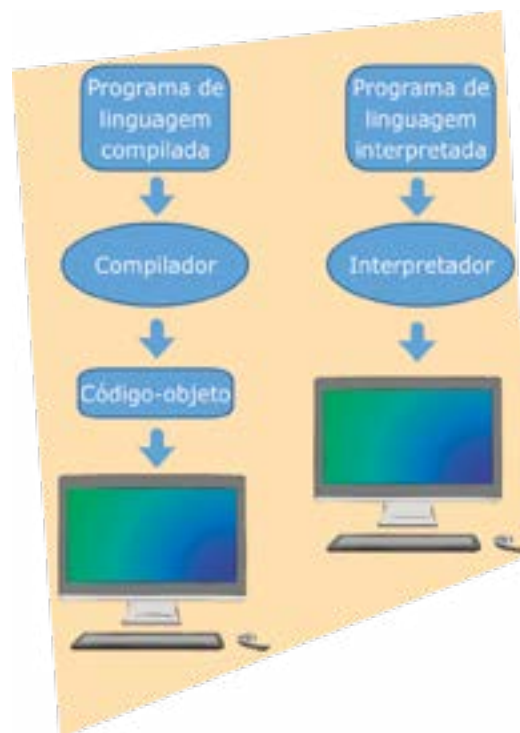 Programa de
linguagem
compilada
Compilador
Código-objeto
Programa de
linguagem
interpretada
Interpretador